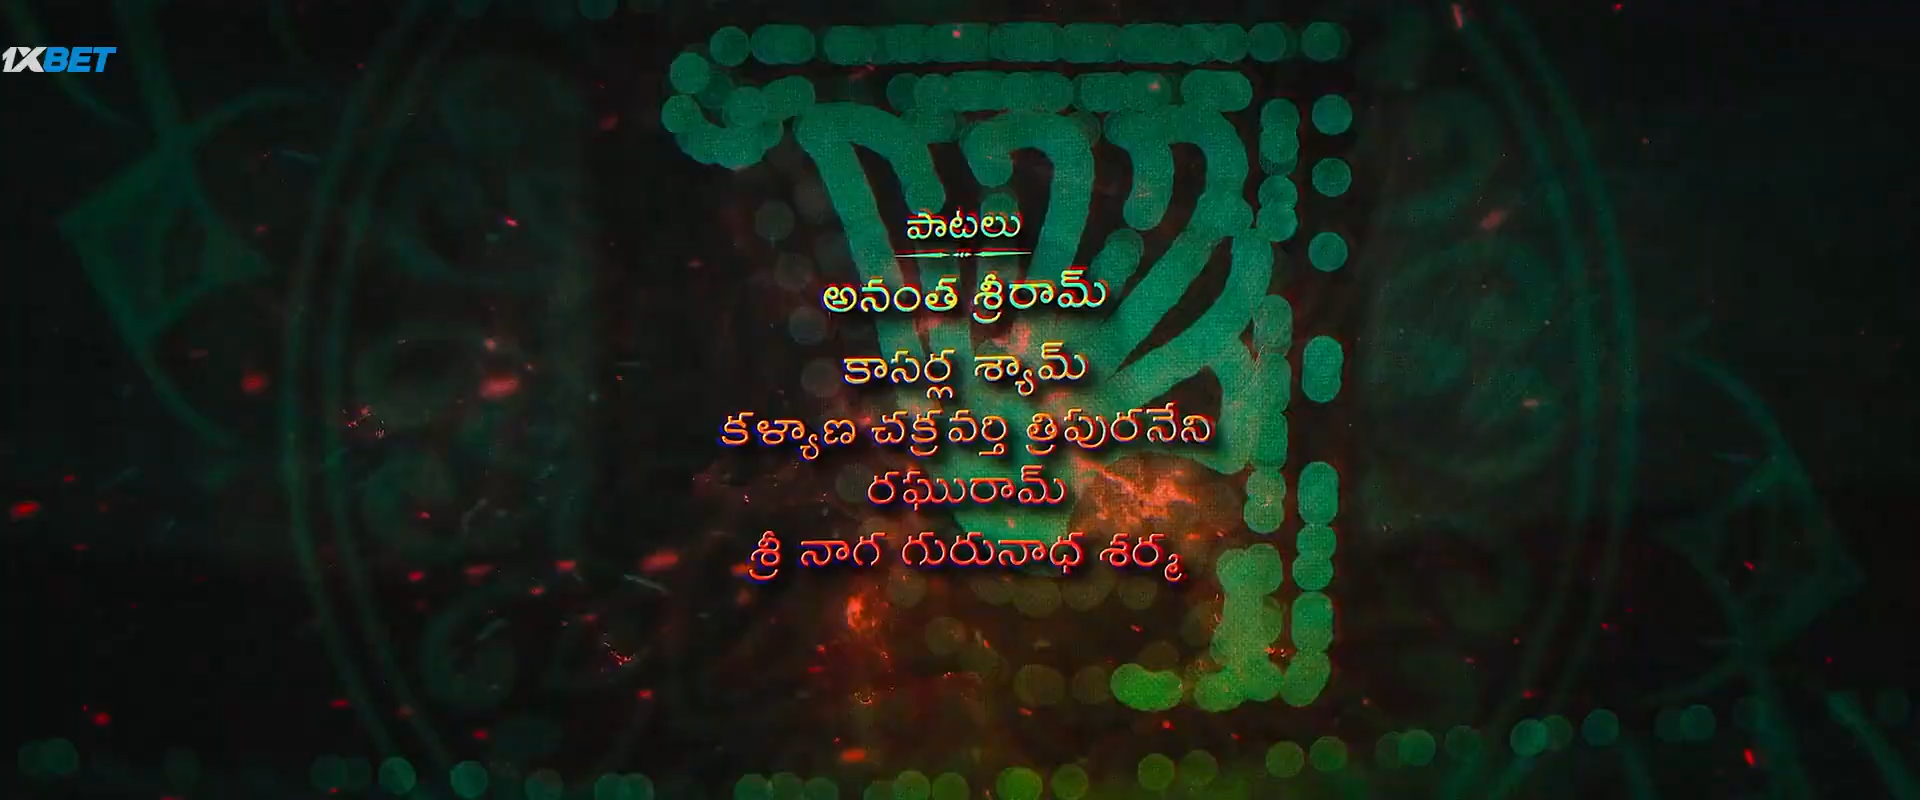 1XBET
పాటలు
అనంత శ్రీరామ్
కాసర్ల శ్యామ్
కళ్యాణ చక్రవర్తి త్రిపురనేని
రఘురామ్
శ్రీ నాగ గురునాధ శర్మ